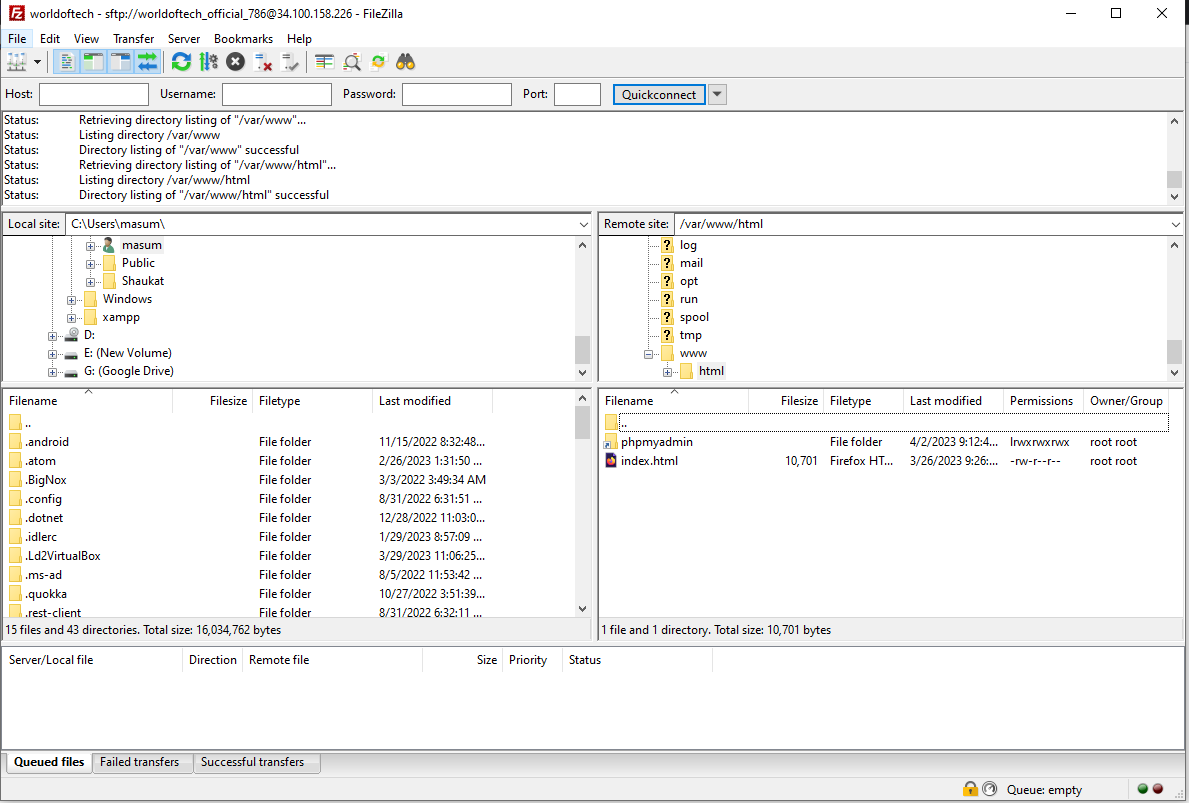 worldoftech - sftp://worldoftech_official_786@34.100.158.226 - FileZilla
File Edit View Transfer Server Bookmarks Help
Host: Username: Password: Port: Quickconnect
Status: Retrieving directory listing of "/var/www"...
Status: Listing directory /var/www
Status: Directory listing of "/var/www" successful
Status: Retrieving directory listing of "/var/www/html"...
Status: Listing directory /var/www/html
Status: Directory listing of "/var/www/html" successful
Local site: C:\Users\masum\
masum
Public
Shaukat
Windows
xampp
D:
E: (New Volume)
G: (Google Drive)
Filename Filesize Filetype Last modified
..
.android File folder 11/15/2022 8:32:48...
.atom File folder 2/26/2023 1:31:50 ...
.BigNox File folder 3/3/2022 3:49:34 AM
.config File folder 8/31/2022 6:31:51 ...
.dotnet File folder 12/28/2022 11:03:0...
.idlerc File folder 1/29/2023 8:57:09 ...
.Ld2VirtualBox File folder 3/29/2023 11:06:25...
.ms-ad File folder 8/5/2022 11:53:42 ...
.quokka File folder 10/27/2022 3:51:39...
.rest-client File folder 8/31/2022 6:32:11 ...
15 files and 43 directories. Total size: 16,034,762 bytes
Remote site: /var/www/html
? log
? mail
? opt
? run
? spool
? tmp
www
html
Filename Filesize Filetype Last modified Permissions Owner/Group
..
phpmyadmin File folder 4/2/2023 9:12:4... lrwxrwxrwx root root
index.html 10,701 Firefox HT... 3/26/2023 9:26:... -rw-r--r-- root root
1 file and 1 directory. Total size: 10,701 bytes
Server/Local file Direction Remote file Size Priority Status
Queued files Failed transfers Successful transfers
Queue: empty